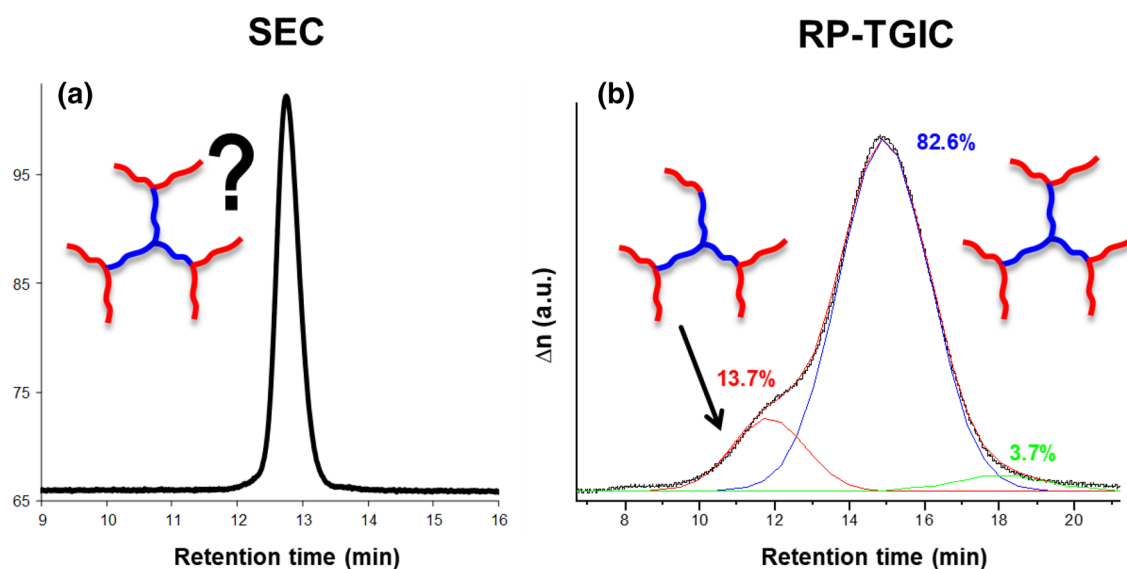 SEC
RP-TGIC
(a)
?
95
85
75
65
9 10 11 12 13 14 15 16
Retention time (min)
(b)
82.6%
13.7%
3.7%
Δn (a.u.)
8 10 12 14 16 18 20
Retention time (min)